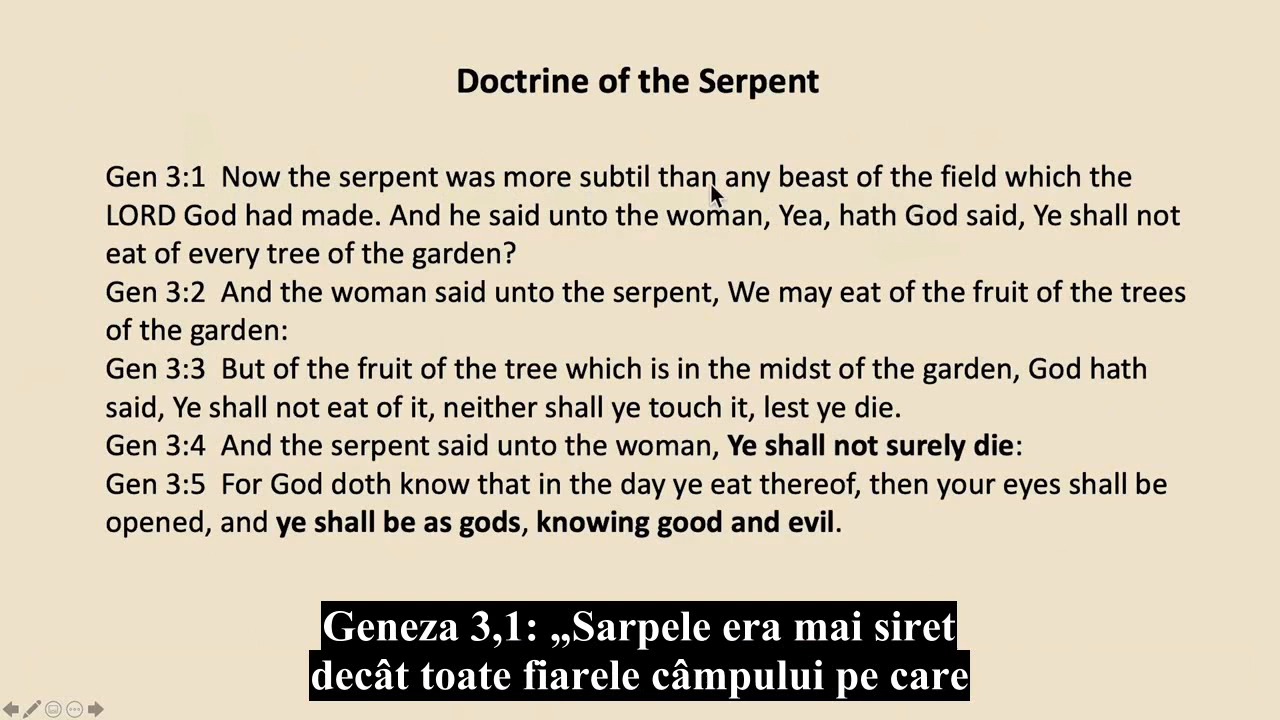 Doctrine of the Serpent
Gen 3:1  Now the serpent was more subtil than any beast of the field which the
LORD God had made. And he said unto the woman, Yea, hath God said, Ye shall not
eat of every tree of the garden?
Gen 3:2  And the woman said unto the serpent, We may eat of the fruit of the trees
of the garden:
Gen 3:3  But of the fruit of the tree which is in the midst of the garden, God hath
said, Ye shall not eat of it, neither shall ye touch it, lest ye die.
Gen 3:4  And the serpent said unto the woman, Ye shall not surely die:
Gen 3:5  For God doth know that in the day ye eat thereof, then your eyes shall be
opened, and ye shall be as gods, knowing good and evil.
Geneza 3,1: „Sarpele era mai siret
decât toate fiarele câmpului pe care